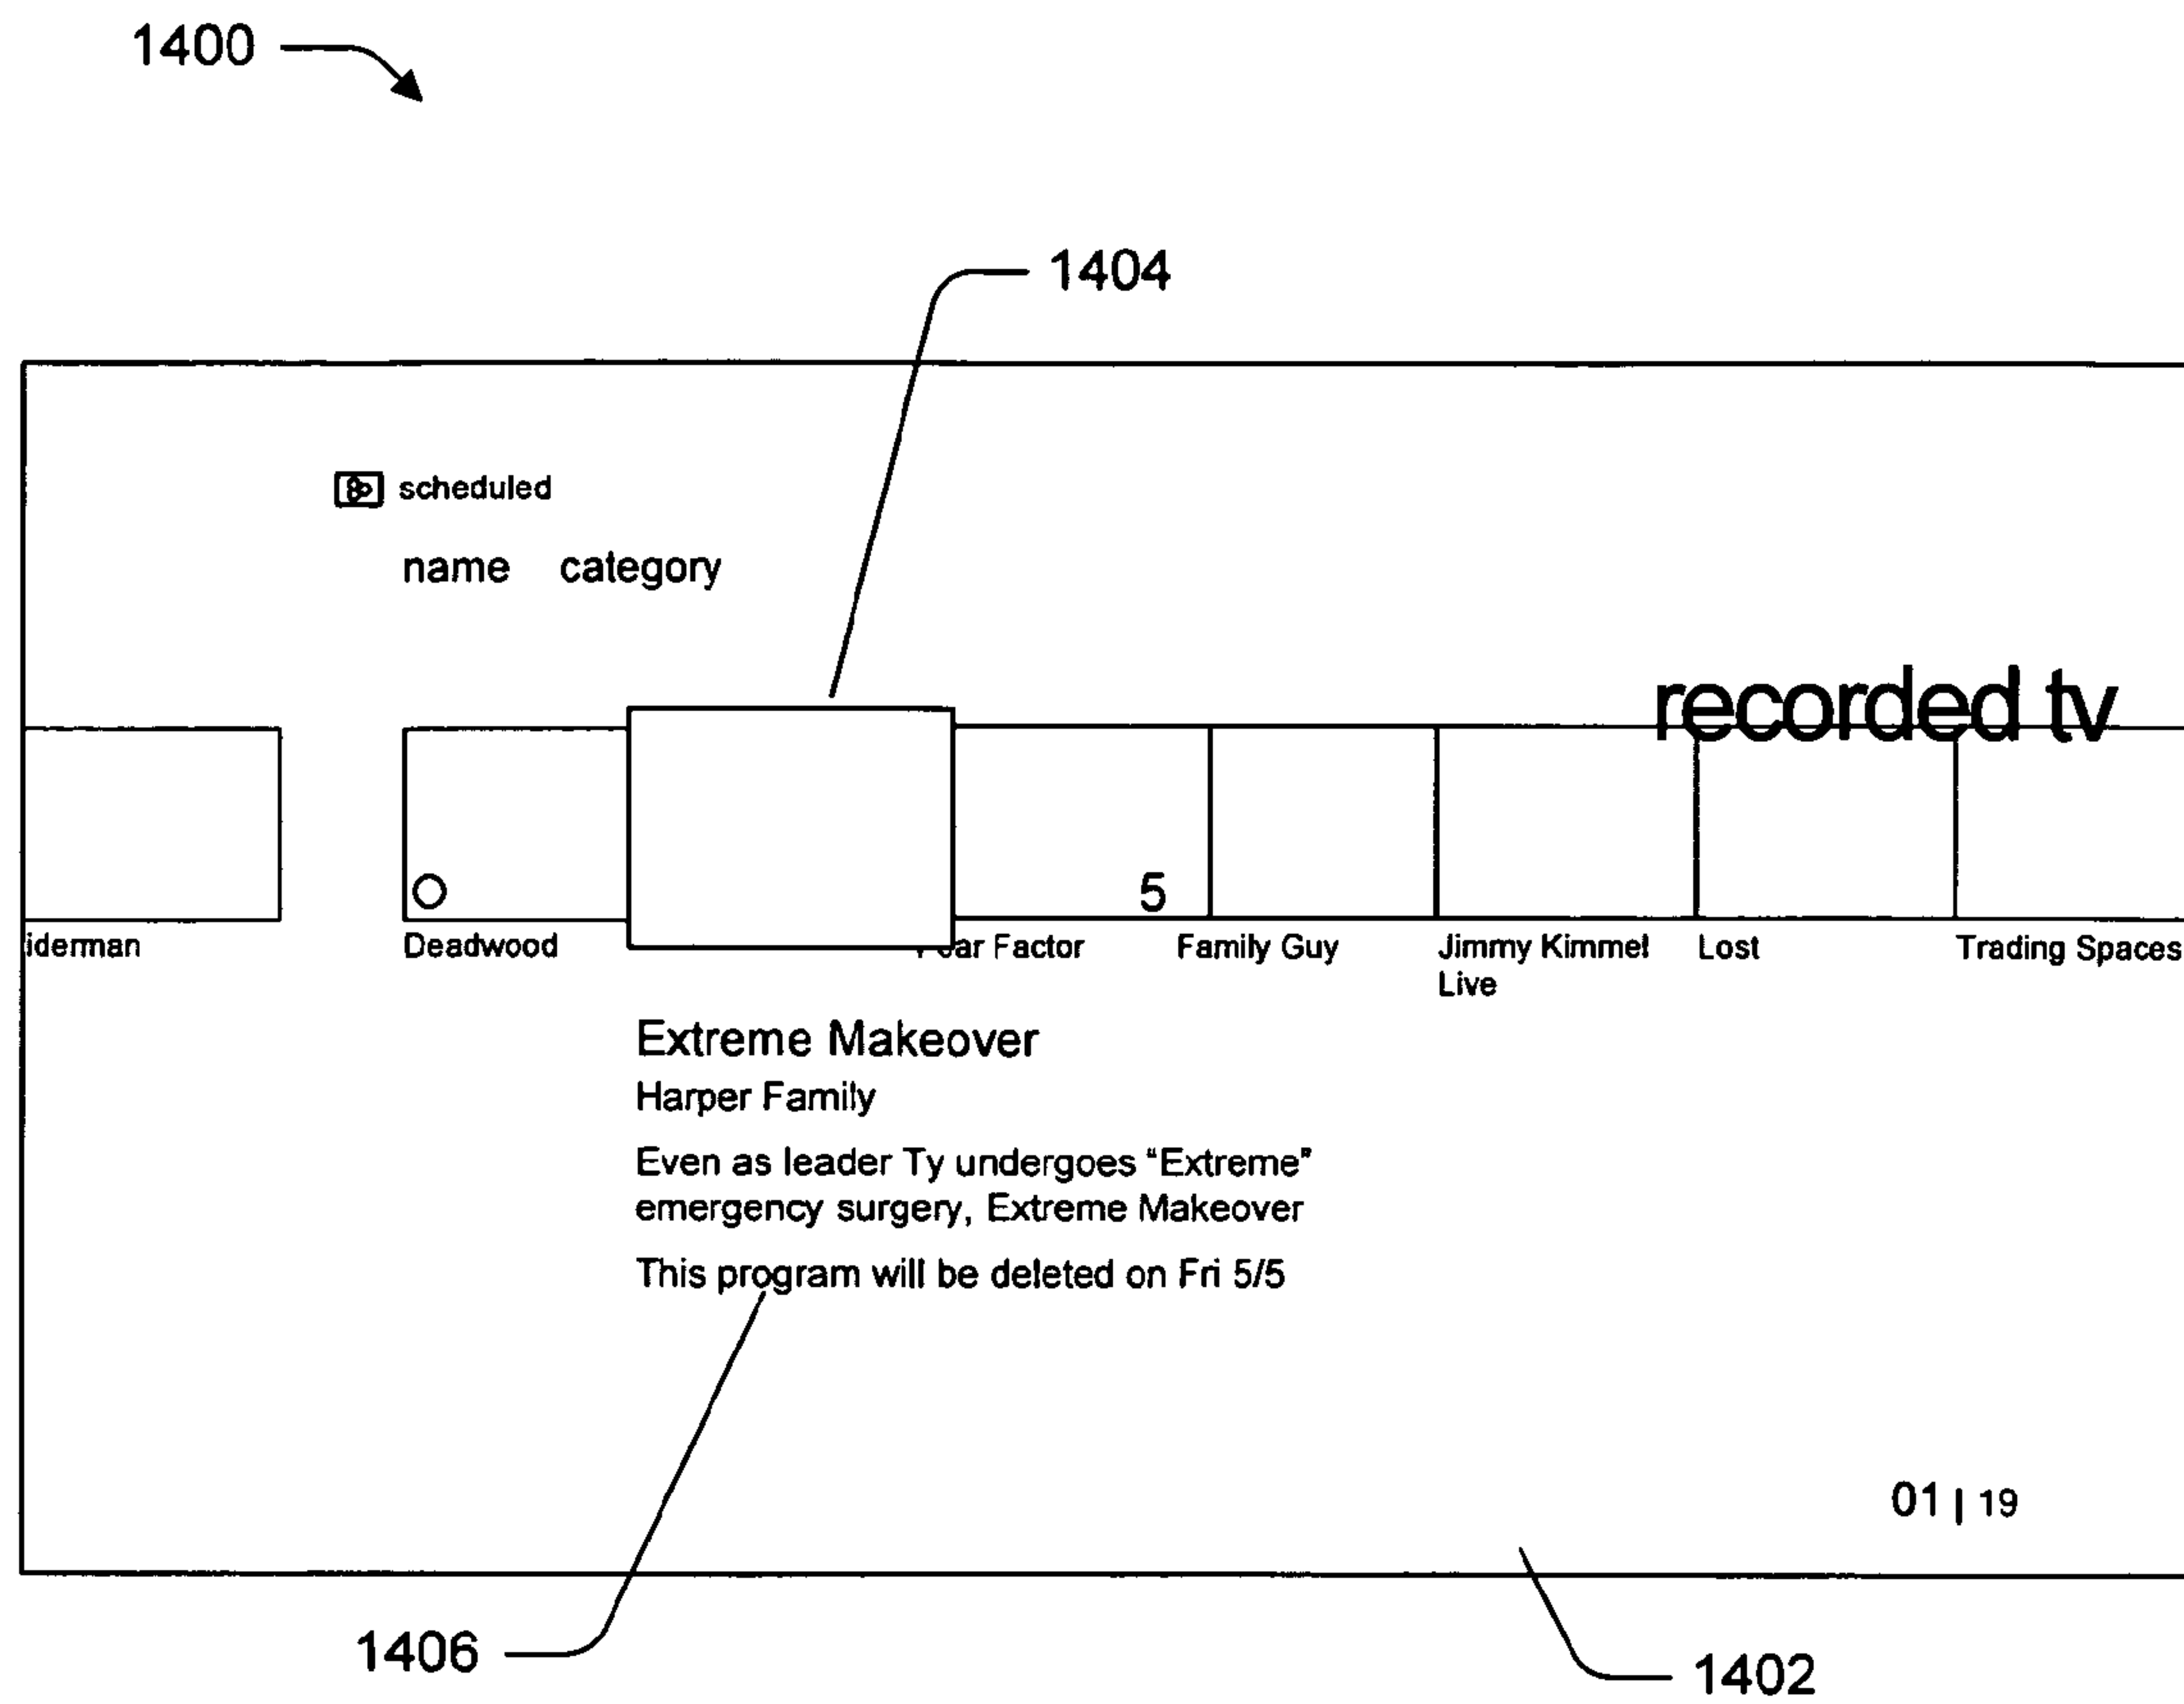 1400
1404
scheduled
name category
recorded tv
5
iderman Deadwood Factor Family Guy Jimmy Kimmel Lost Trading Spaces
Live
Extreme Makeover
Harper Family
Even as leader Ty undergoes “Extreme”
emergency surgery, Extreme Makeover
This program will be deleted on Fri 5/5
01 | 19
1406
1402